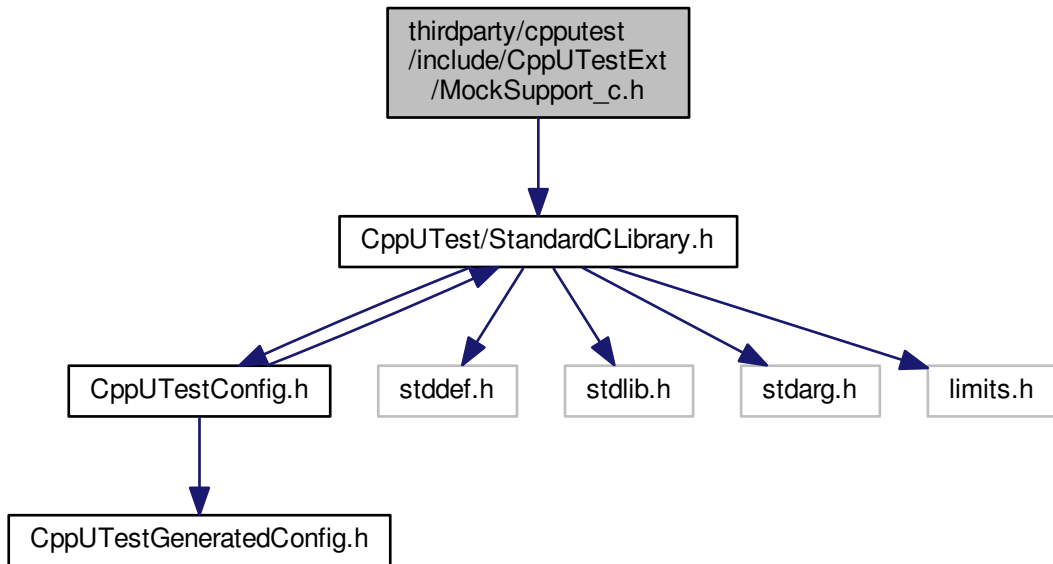 thirdparty/cpputest
/include/CppUTestExt
/MockSupport_c.h
CppUTest/StandardCLibrary.h
CppUTestConfig.h
stddef.h
stdlib.h
stdarg.h
limits.h
CppUTestGeneratedConfig.h